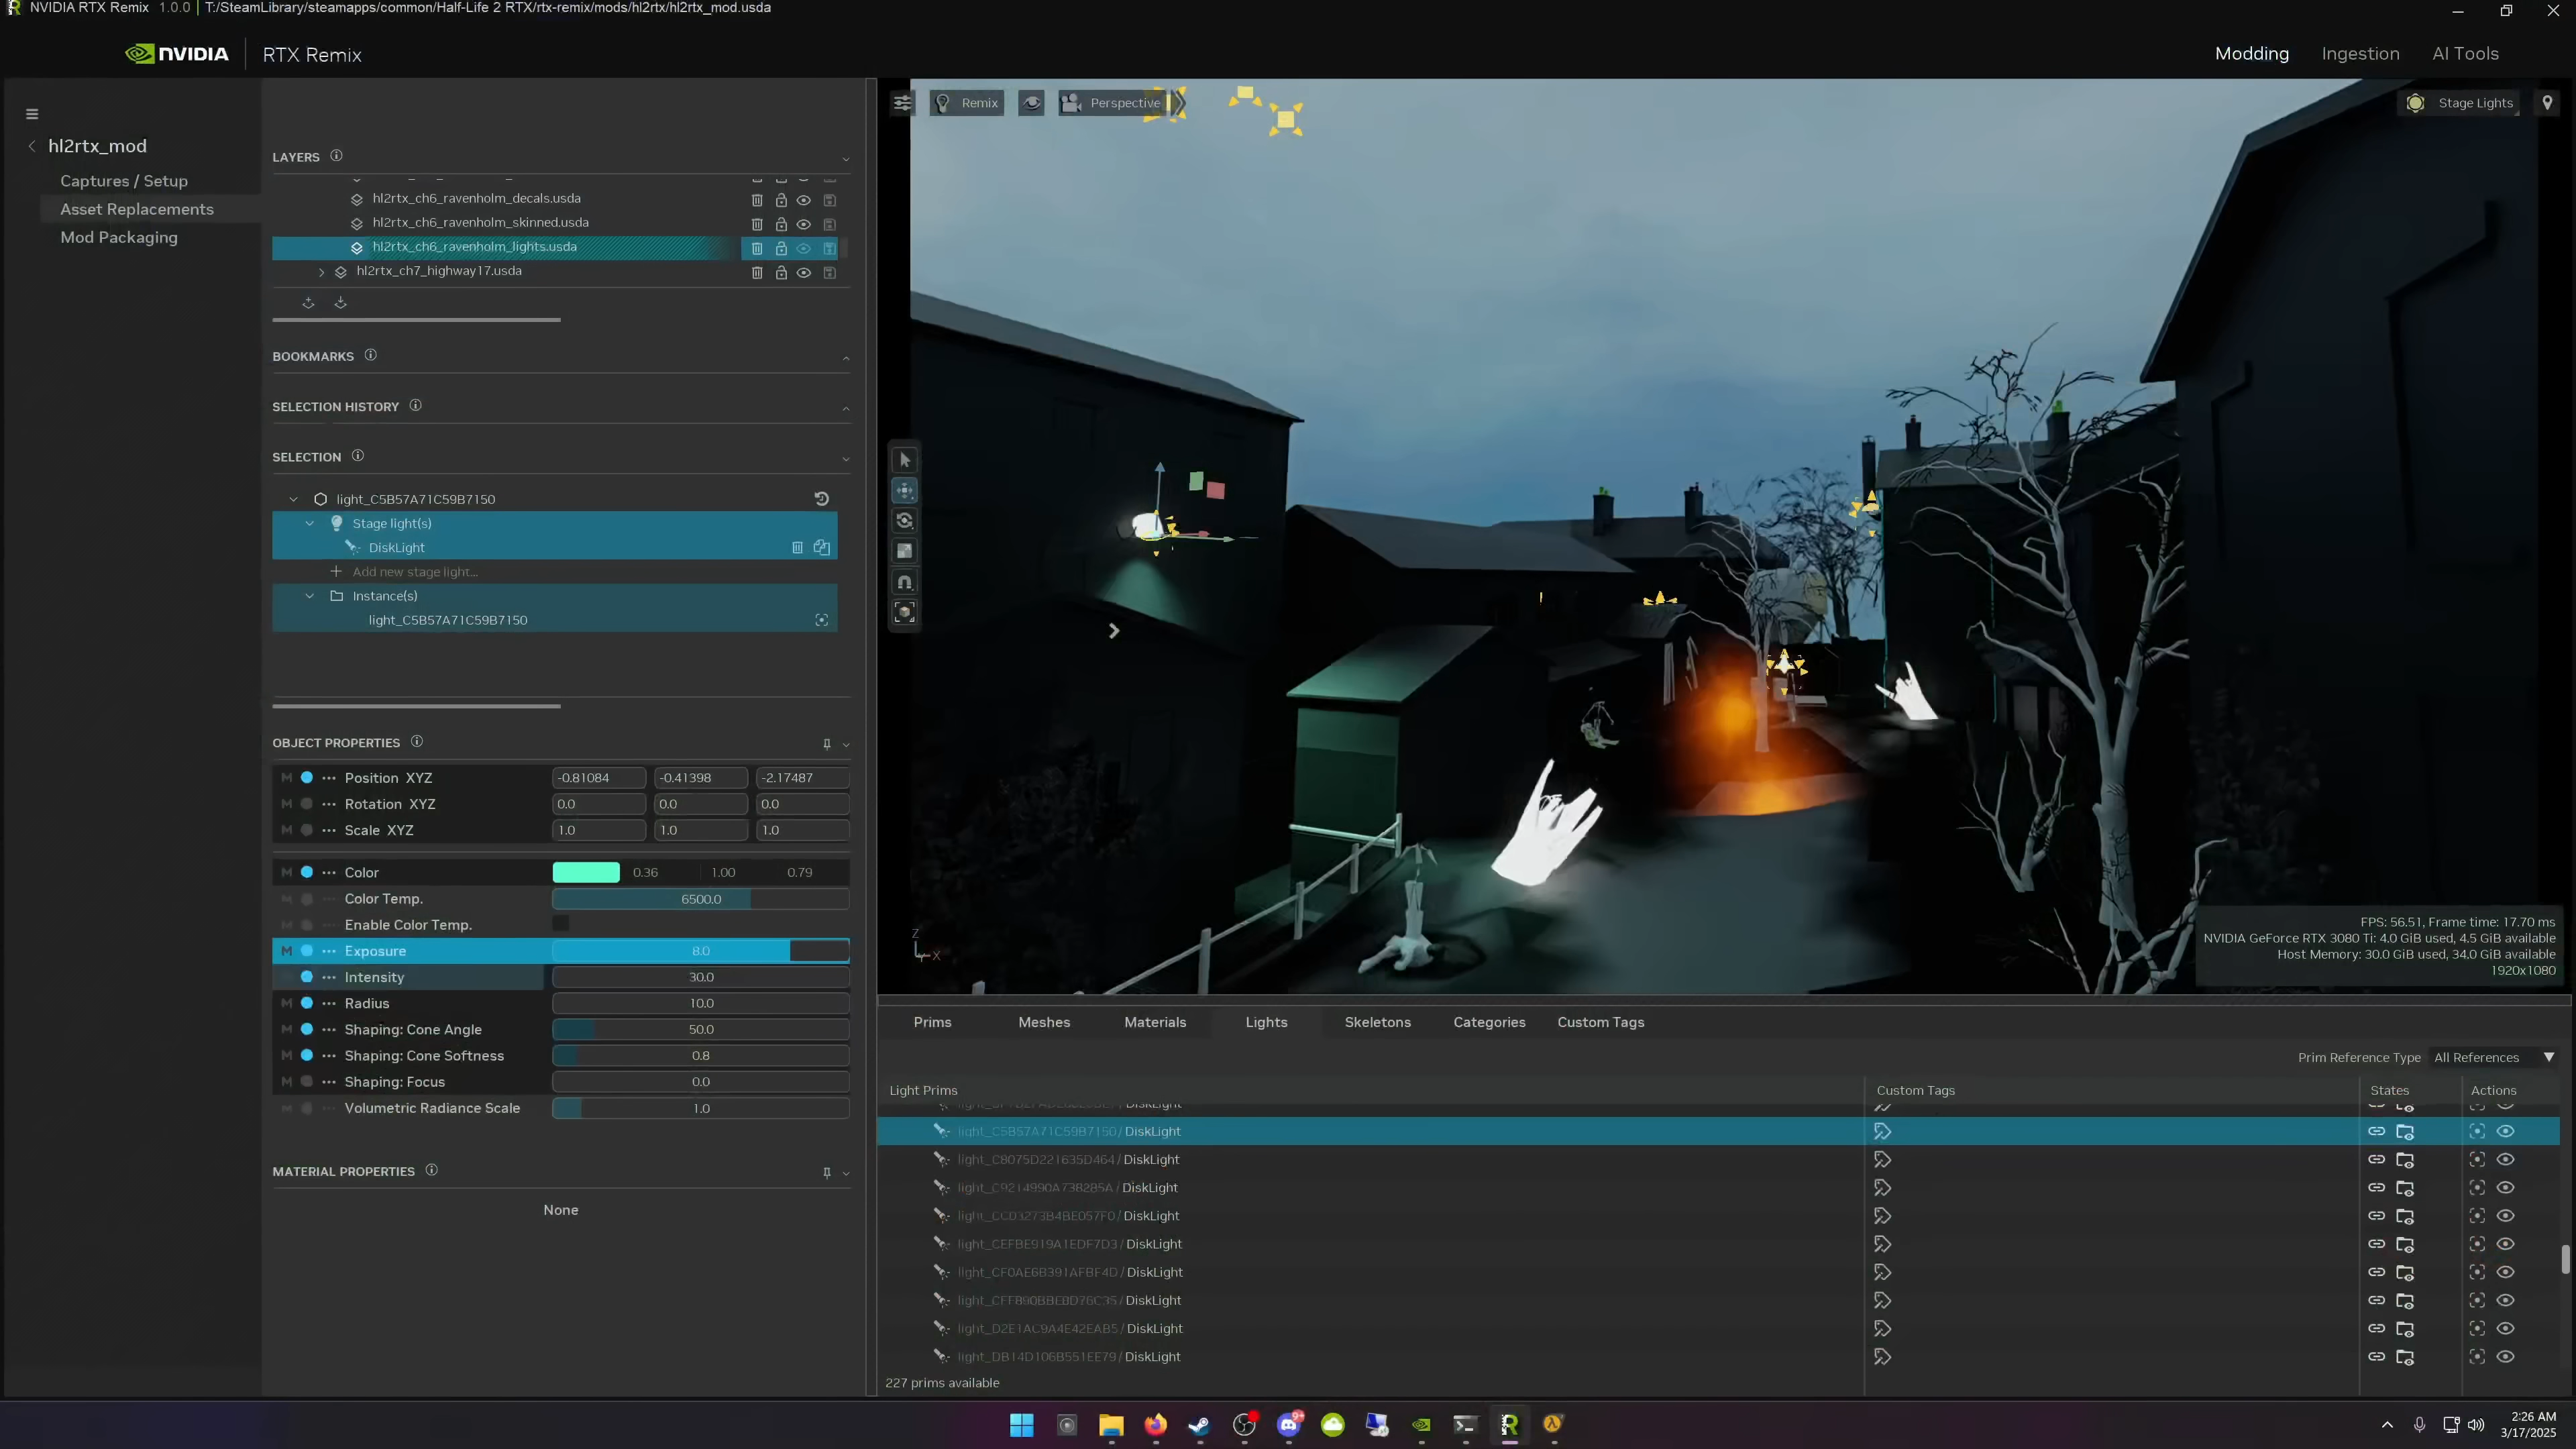 NVIDIA RTX Remix 1.0.0 | T:/SteamLibrary/steamapps/common/Half-Life 2 RTX/rtx-remix/mods/hl2rtx/hl2rtx_mod.usda
NVIDIA RTX Remix
Modding Ingestion AI Tools
hl2rtx_mod
Captures / Setup
Asset Replacements
Mod Packaging
LAYERS
hl2rtx_ch6_ravenholm_decals.usda
hl2rtx_ch6_ravenholm_skinned.usda
hl2rtx_ch6_ravenholm_lights.usda
hl2rtx_ch7_highway17.usda
BOOKMARKS
SELECTION HISTORY
SELECTION
light_C5B57A71C59B7150
Stage light(s)
DiskLight
Add new stage light...
Instance(s)
light_C5B57A71C59B7150
OBJECT PROPERTIES
Position XYZ -0.81084 -0.41398 -2.17487
Rotation XYZ 0.0 0.0 0.0
Scale XYZ 1.0 1.0 1.0
Color 0.36 1.00 0.79
Color Temp. 6500.0
Enable Color Temp.
M Exposure 8.0
Intensity 30.0
Radius 10.0
Shaping: Cone Angle 50.0
Shaping: Cone Softness 0.8
Shaping: Focus 0.0
Volumetric Radiance Scale 1.0
MATERIAL PROPERTIES
None
Remix
Perspective
Stage Lights
Z
X
FPS: 56.51, Frame time: 17.70 ms
NVIDIA GeForce RTX 3080 Ti: 4.0 GiB used, 4.5 GiB available
Host Memory: 30.0 GiB used, 34.0 GiB available
1920x1080
Prims Meshes Materials Lights Skeletons Categories Custom Tags
Prim Reference Type All References
Light Prims Custom Tags States Actions
light_C5B57A71C59B7150 / DiskLight
light_C8075D221635D464 / DiskLight
light_C9214990A738285A / DiskLight
DiskLight
light_CEFBE919A1EDF7D3 / DiskLight
light_CF0AE6B391AFBF4D / DiskLight
DiskLight
light_D2E1AC9A4E42EAB5 / DiskLight
light_DB14D106B551EE79 / DiskLight
227 prims available
2:26 AM
3/17/2025